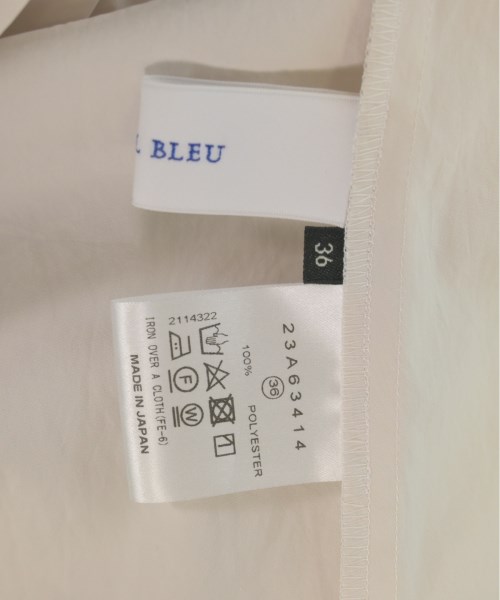 BLEU
36
23A63414
36
100% POLYESTER
F
W
2114322
IRON OVER A CLOTH(FE-6)
MADE IN JAPAN